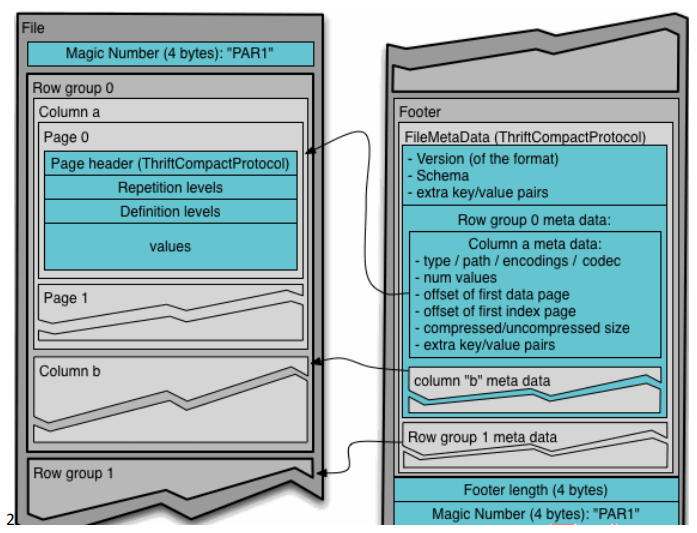 File
Magic Number (4 bytes): "PAR1"
Row group 0
Column a
Page 0
Page header (ThriftCompactProtocol)
Repetition levels
Definition levels
values
Page 1
Column b
Row group 1
2
Footer
FileMetaData (ThriftCompactProtocol)
- Version (of the format)
- Schema
- extra key/value pairs
Row group 0 meta data:
Column a meta data:
- type / path / encodings / codec
- num values
- offset of first data page
- offset of first index page
- compressed/uncompressed size
- extra key/value pairs
column "b" meta data
Row group 1 meta data
Footer length (4 bytes)
Magic Number (4 bytes): "PAR1"